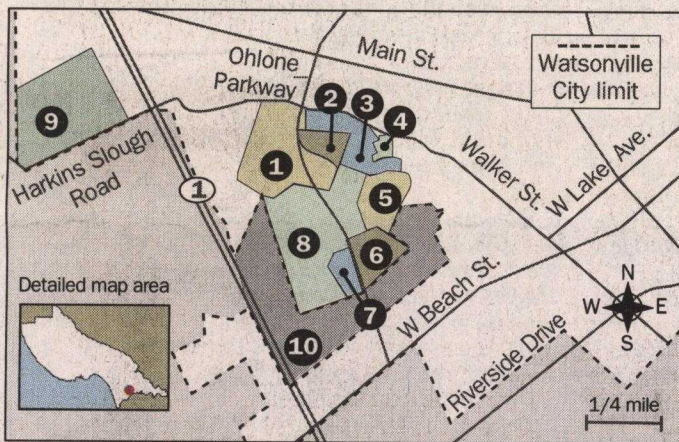 Ohlone
Parkway
Main St.
Watsonville
City limit
9
2
3
4
1
Harkins Slough
Road
1
Walker St.
W Lake Ave.
5
8
6
7
W Beach St.
Detailed map area
10
Riverside Drive
N
W
E
S
1/4 mile